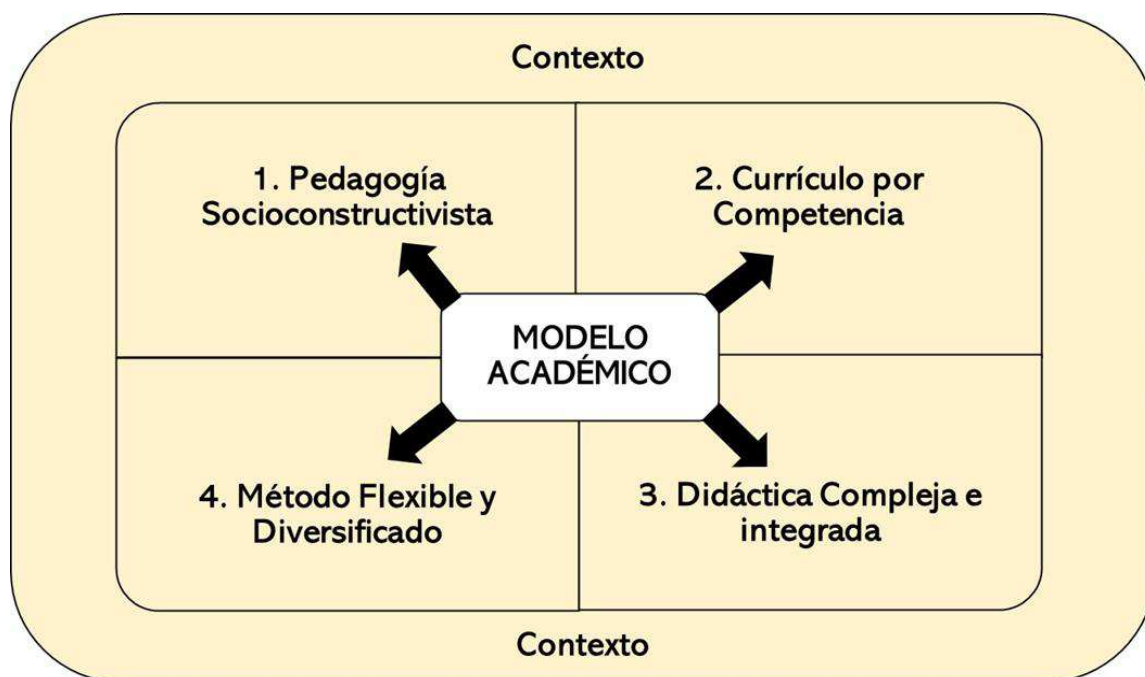 Contexto
1. Pedagogía
Socioconstructivista
2. Currículo por
Competencia
MODELO
ACADÉMICO
4. Método Flexible y
Diversificado
3. Didáctica Compleja e
integrada
Contexto